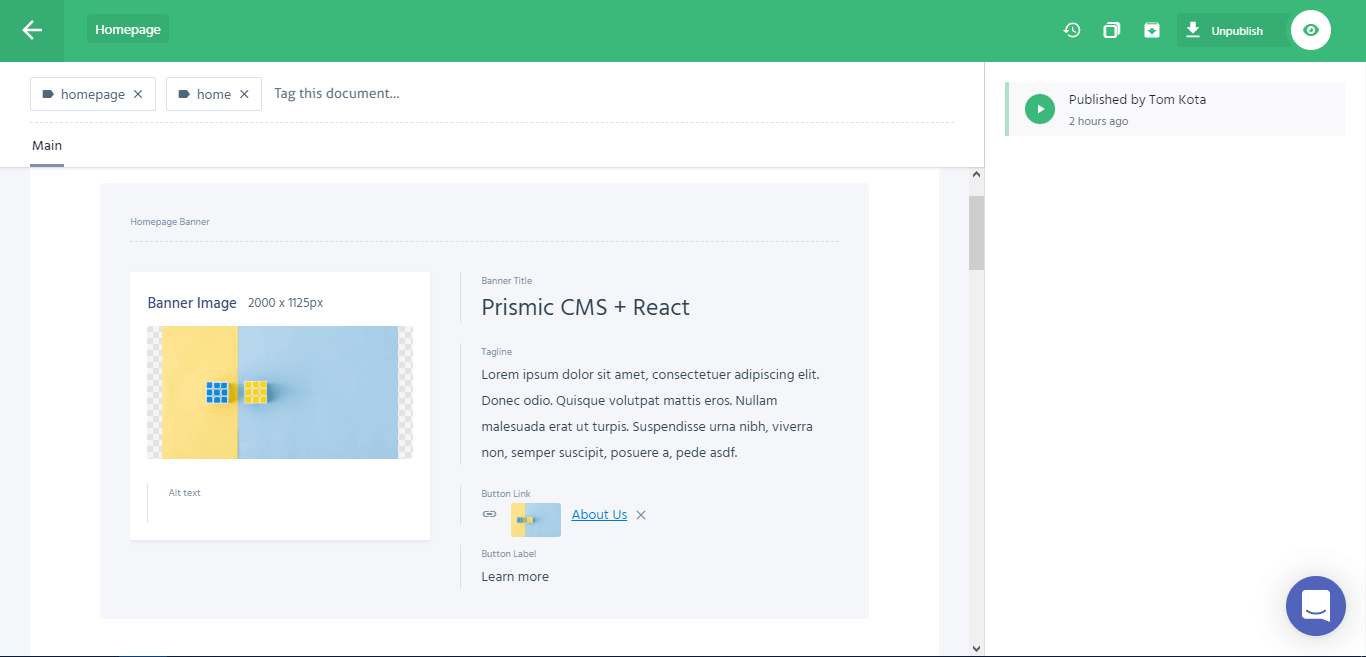 Homepage
Unpublish
homepage
home
Tag this document...
Published by Tom Kota
2 hours ago
Main
Homepage Banner
Banner Image 2000 x 1125px
Alt text
Banner Title
Prismic CMS + React
Tagline
Lorem ipsum dolor sit amet, consectetuer adipiscing elit.
Donec odio. Quisque volutpat mattis eros. Nullam
malesuada erat ut turpis. Suspendisse urna nibh, viverra
non, semper suscipit, posuere a, pede asdf.
Button Link
About Us
Button Label
Learn more